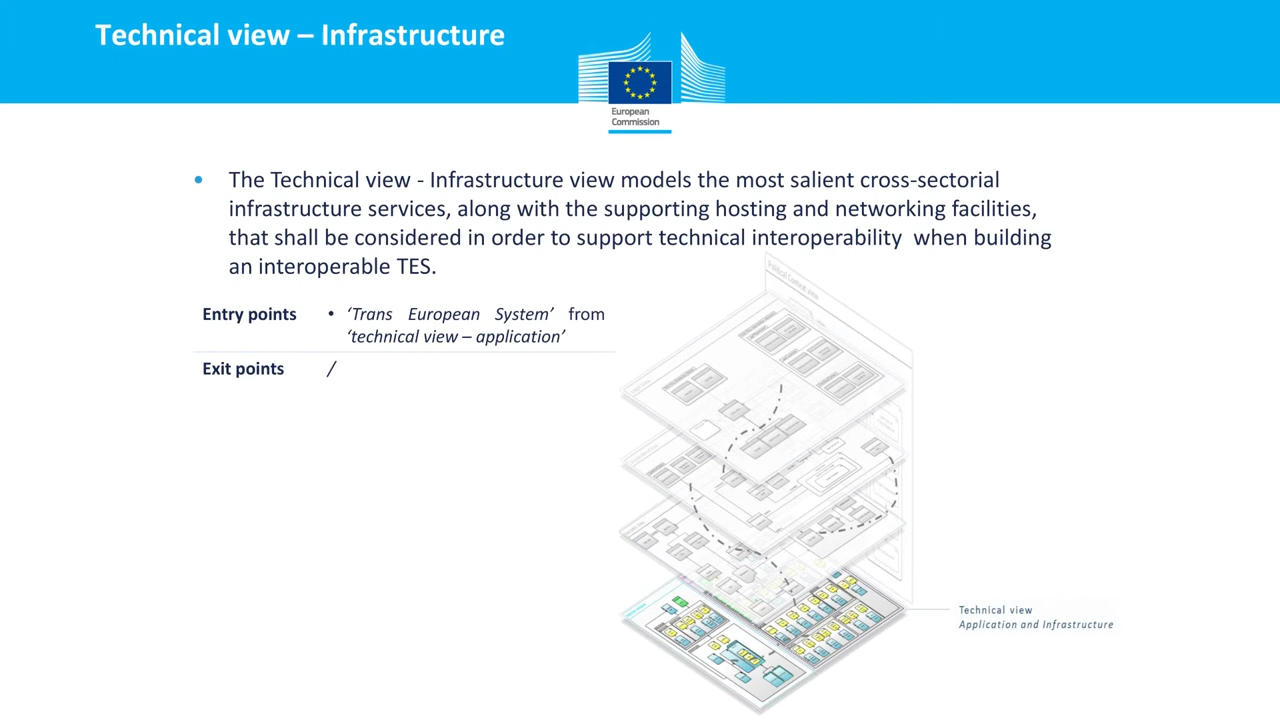 Technical view – Infrastructure
European
Commission
• The Technical view - Infrastructure view models the most salient cross-sectorial
infrastructure services, along with the supporting hosting and networking facilities,
that shall be considered in order to support technical interoperability  when building
an interoperable TES.
Political Context view
Entry points • ‘Trans European System’ from
‘technical view – application’
Exit points /
Technical view
Application and Infrastructure